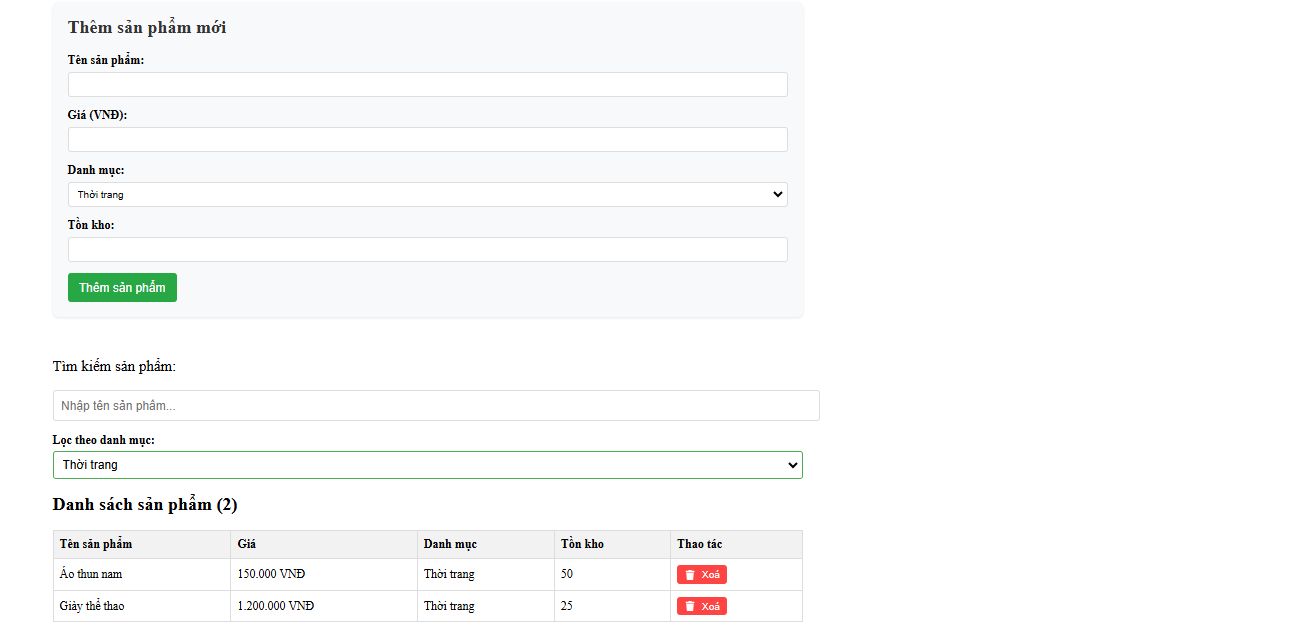 Thêm sản phẩm mới
Tên sản phẩm:
Giá (VNĐ):
Danh mục:
Thời trang
Tồn kho:
Thêm sản phẩm
Tìm kiếm sản phẩm:
Nhập tên sản phẩm...
Lọc theo danh mục:
Thời trang
Danh sách sản phẩm (2)
Tên sản phẩm Giá Danh mục Tồn kho Thao tác
Áo thun nam 150.000 VNĐ Thời trang 50 Xoá
Giày thể thao 1.200.000 VNĐ Thời trang 25 Xoá